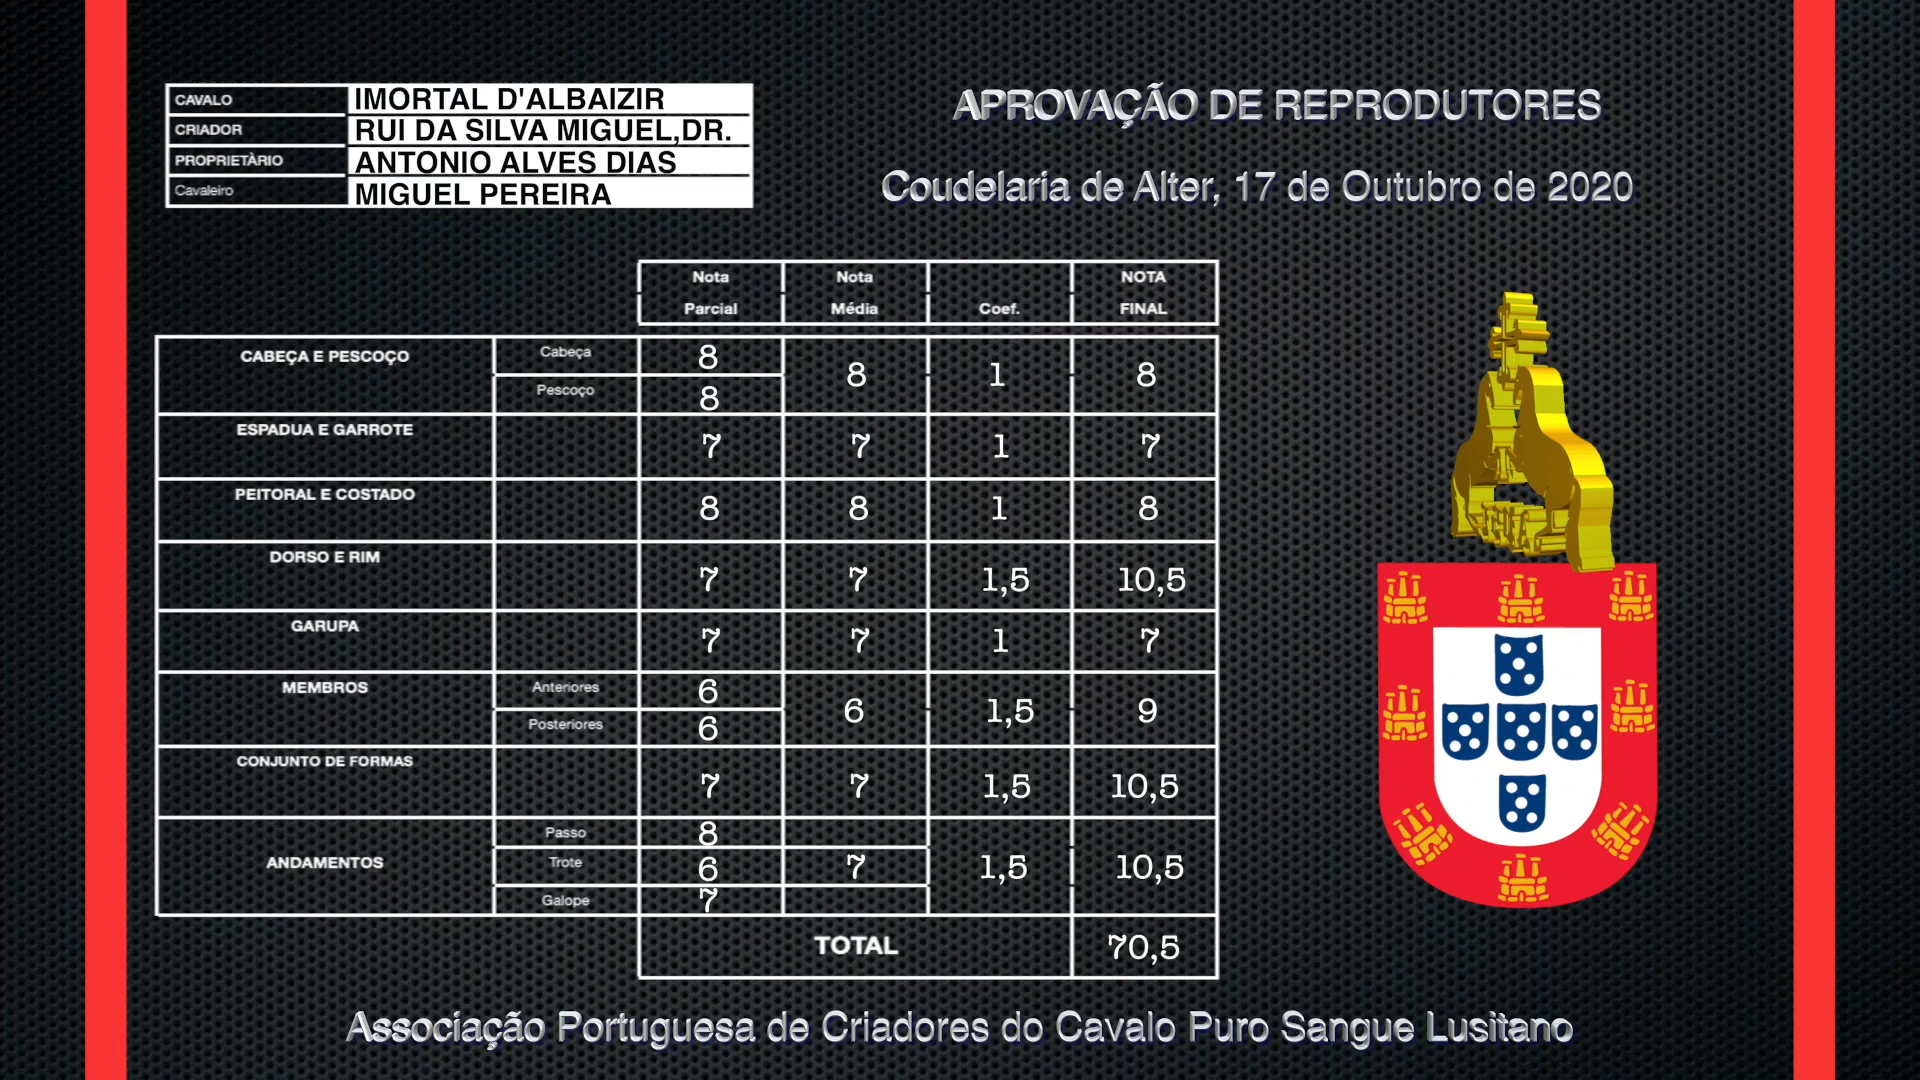 CAVALO IMORTAL D'ALBAIZIR
CRIADOR RUI DA SILVA MIGUEL,DR.
PROPRIETÀRIO ANTONIO ALVES DIAS
Cavaleiro MIGUEL PEREIRA
APROVAÇÃO DE REPRODUTORES
Coudelaria de Alter, 17 de Outubro de 2020
Nota Parcial Nota Média Coef. NOTA FINAL
CABEÇA E PESCOÇO Cabeça 8 8 1 8
Pescoço 8
ESPADUA E GARROTE 7 7 1 7
PEITORAL E COSTADO 8 8 1 8
DORSO E RIM 7 7 1,5 10,5
GARUPA 7 7 1 7
MEMBROS Anteriores 6 6 1,5 9
Posteriores 6
CONJUNTO DE FORMAS 7 7 1,5 10,5
Passo 8
ANDAMENTOS Trote 6 7 1,5 10,5
Galope 7
TOTAL 70,5
Associação Portuguesa de Criadores do Cavalo Puro Sangue Lusitano